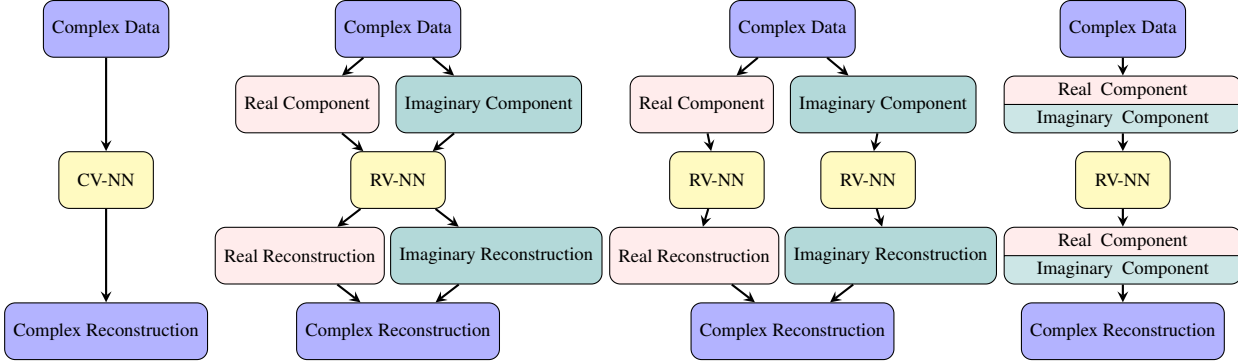 Complex Data
CV-NN
Complex Reconstruction
Complex Data
Real Component
Imaginary Component
RV-NN
Real Reconstruction
Imaginary Reconstruction
Complex Reconstruction
Complex Data
Real Component
Imaginary Component
RV-NN
RV-NN
Real Reconstruction
Imaginary Reconstruction
Complex Reconstruction
Complex Data
Real Component
Imaginary Component
RV-NN
Real Component
Imaginary Component
Complex Reconstruction